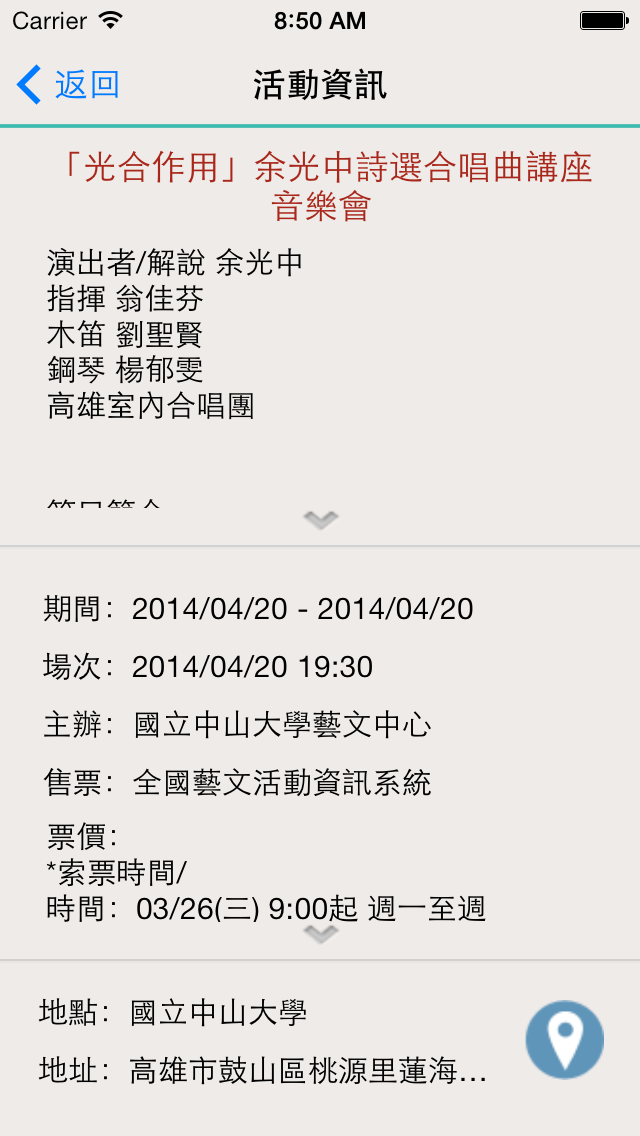 Carrier 8:50 AM
返回 活動資訊
「光合作用」余光中詩選合唱曲講座
音樂會
演出者/解說 余光中
指揮 翁佳芬
木笛 劉聖賢
鋼琴 楊郁雯
高雄室內合唱團
期間：2014/04/20 - 2014/04/20
場次：2014/04/20 19:30
主辦：國立中山大學藝文中心
售票：全國藝文活動資訊系統
票價：
*索票時間/
時間：03/26(三) 9:00起 週一至週
地點：國立中山大學
地址：高雄市鼓山區桃源里蓮海...